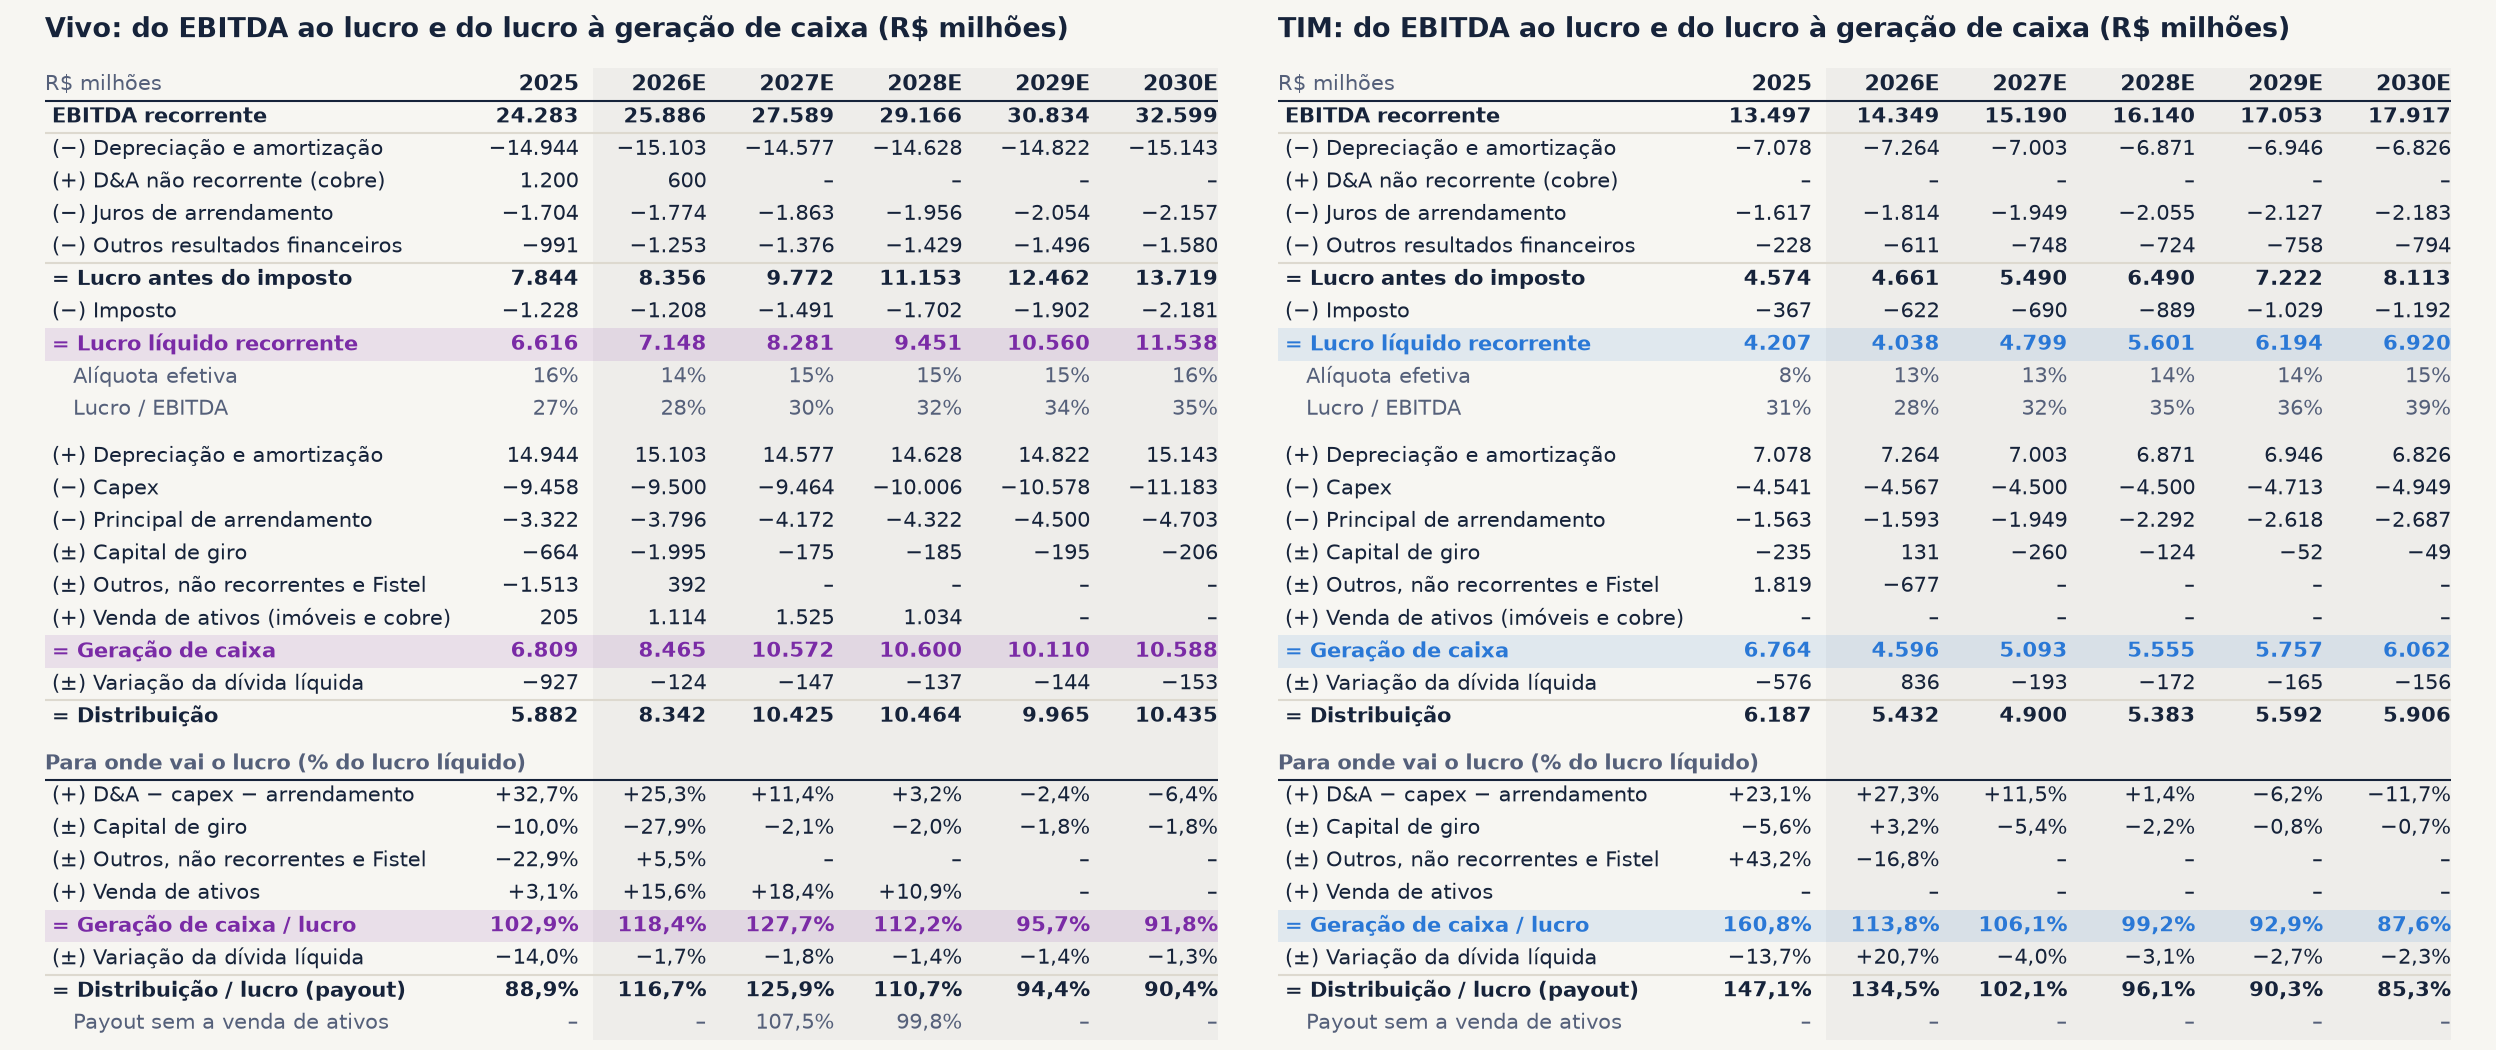 Vivo: do EBITDA ao lucro e do lucro à geração de caixa (R$ milhões)
R$ milhões 2025 2026E 2027E 2028E 2029E 2030E
EBITDA recorrente 24.283 25.886 27.589 29.166 30.834 32.599
(−) Depreciação e amortização −14.944 −15.103 −14.577 −14.628 −14.822 −15.143
(+) D&A não recorrente (cobre) 1.200 600 – – – –
(−) Juros de arrendamento −1.704 −1.774 −1.863 −1.956 −2.054 −2.157
(−) Outros resultados financeiros −991 −1.253 −1.376 −1.429 −1.496 −1.580
= Lucro antes do imposto 7.844 8.356 9.772 11.153 12.462 13.719
(−) Imposto −1.228 −1.208 −1.491 −1.702 −1.902 −2.181
= Lucro líquido recorrente 6.616 7.148 8.281 9.451 10.560 11.538
Alíquota efetiva 16% 14% 15% 15% 15% 16%
Lucro / EBITDA 27% 28% 30% 32% 34% 35%
(+) Depreciação e amortização 14.944 15.103 14.577 14.628 14.822 15.143
(−) Capex −9.458 −9.500 −9.464 −10.006 −10.578 −11.183
(−) Principal de arrendamento −3.322 −3.796 −4.172 −4.322 −4.500 −4.703
(±) Capital de giro −664 −1.995 −175 −185 −195 −206
(±) Outros, não recorrentes e Fistel −1.513 392 – – – –
(+) Venda de ativos (imóveis e cobre) 205 1.114 1.525 1.034 – –
= Geração de caixa 6.809 8.465 10.572 10.600 10.110 10.588
(±) Variação da dívida líquida −927 −124 −147 −137 −144 −153
= Distribuição 5.882 8.342 10.425 10.464 9.965 10.435
Para onde vai o lucro (% do lucro líquido)
(+) D&A − capex − arrendamento +32,7% +25,3% +11,4% +3,2% −2,4% −6,4%
(±) Capital de giro −10,0% −27,9% −2,1% −2,0% −1,8% −1,8%
(±) Outros, não recorrentes e Fistel −22,9% +5,5% – – – –
(+) Venda de ativos +3,1% +15,6% +18,4% +10,9% – –
= Geração de caixa / lucro 102,9% 118,4% 127,7% 112,2% 95,7% 91,8%
(±) Variação da dívida líquida −14,0% −1,7% −1,8% −1,4% −1,4% −1,3%
= Distribuição / lucro (payout) 88,9% 116,7% 125,9% 110,7% 94,4% 90,4%
Payout sem a venda de ativos – – 107,5% 99,8% – –
TIM: do EBITDA ao lucro e do lucro à geração de caixa (R$ milhões)
R$ milhões 2025 2026E 2027E 2028E 2029E 2030E
EBITDA recorrente 13.497 14.349 15.190 16.140 17.053 17.917
(−) Depreciação e amortização −7.078 −7.264 −7.003 −6.871 −6.946 −6.826
(+) D&A não recorrente (cobre) – – – – – –
(−) Juros de arrendamento −1.617 −1.814 −1.949 −2.055 −2.127 −2.183
(−) Outros resultados financeiros −228 −611 −748 −724 −758 −794
= Lucro antes do imposto 4.574 4.661 5.490 6.490 7.222 8.113
(−) Imposto −367 −622 −690 −889 −1.029 −1.192
= Lucro líquido recorrente 4.207 4.038 4.799 5.601 6.194 6.920
Alíquota efetiva 8% 13% 13% 14% 14% 15%
Lucro / EBITDA 31% 28% 32% 35% 36% 39%
(+) Depreciação e amortização 7.078 7.264 7.003 6.871 6.946 6.826
(−) Capex −4.541 −4.567 −4.500 −4.500 −4.713 −4.949
(−) Principal de arrendamento −1.563 −1.593 −1.949 −2.292 −2.618 −2.687
(±) Capital de giro −235 131 −260 −124 −52 −49
(±) Outros, não recorrentes e Fistel 1.819 −677 – – – –
(+) Venda de ativos (imóveis e cobre) – – – – – –
= Geração de caixa 6.764 4.596 5.093 5.555 5.757 6.062
(±) Variação da dívida líquida −576 836 −193 −172 −165 −156
= Distribuição 6.187 5.432 4.900 5.383 5.592 5.906
Para onde vai o lucro (% do lucro líquido)
(+) D&A − capex − arrendamento +23,1% +27,3% +11,5% +1,4% −6,2% −11,7%
(±) Capital de giro −5,6% +3,2% −5,4% −2,2% −0,8% −0,7%
(±) Outros, não recorrentes e Fistel +43,2% −16,8% – – – –
(+) Venda de ativos – – – – – –
= Geração de caixa / lucro 160,8% 113,8% 106,1% 99,2% 92,9% 87,6%
(±) Variação da dívida líquida −13,7% +20,7% −4,0% −3,1% −2,7% −2,3%
= Distribuição / lucro (payout) 147,1% 134,5% 102,1% 96,1% 90,3% 85,3%
Payout sem a venda de ativos – – – – – –